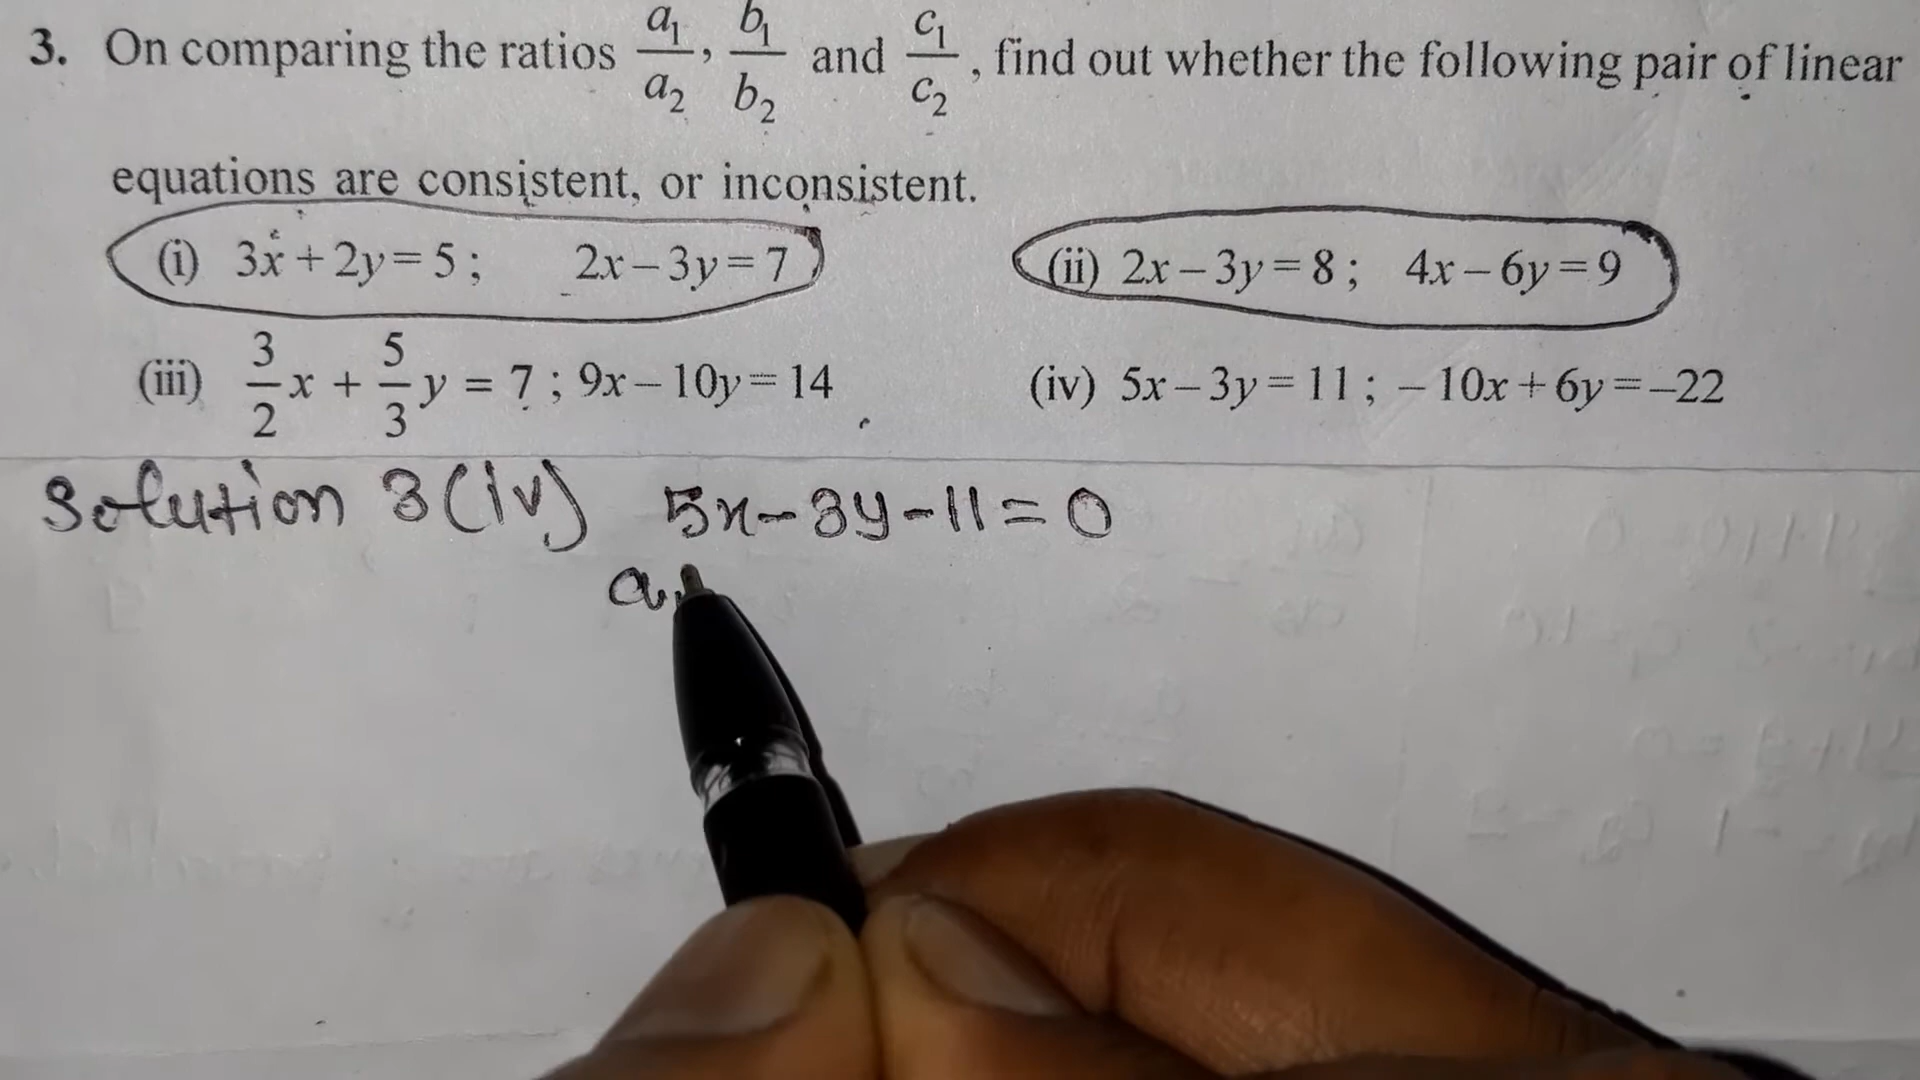 3. On comparing the ratios a₁/a₂, b₁/b₂ and c₁/c₂, find out whether the following pair of linear
equations are consistent, or inconsistent.
(i) 3x + 2y = 5 ; 2x – 3y = 7 (ii) 2x – 3y = 8 ; 4x – 6y = 9
(iii) 3/2 x + 5/3 y = 7 ; 9x – 10y = 14 (iv) 5x – 3y = 11 ; – 10x + 6y = –22
Solution 3(iv) 5x-3y-11=0
a